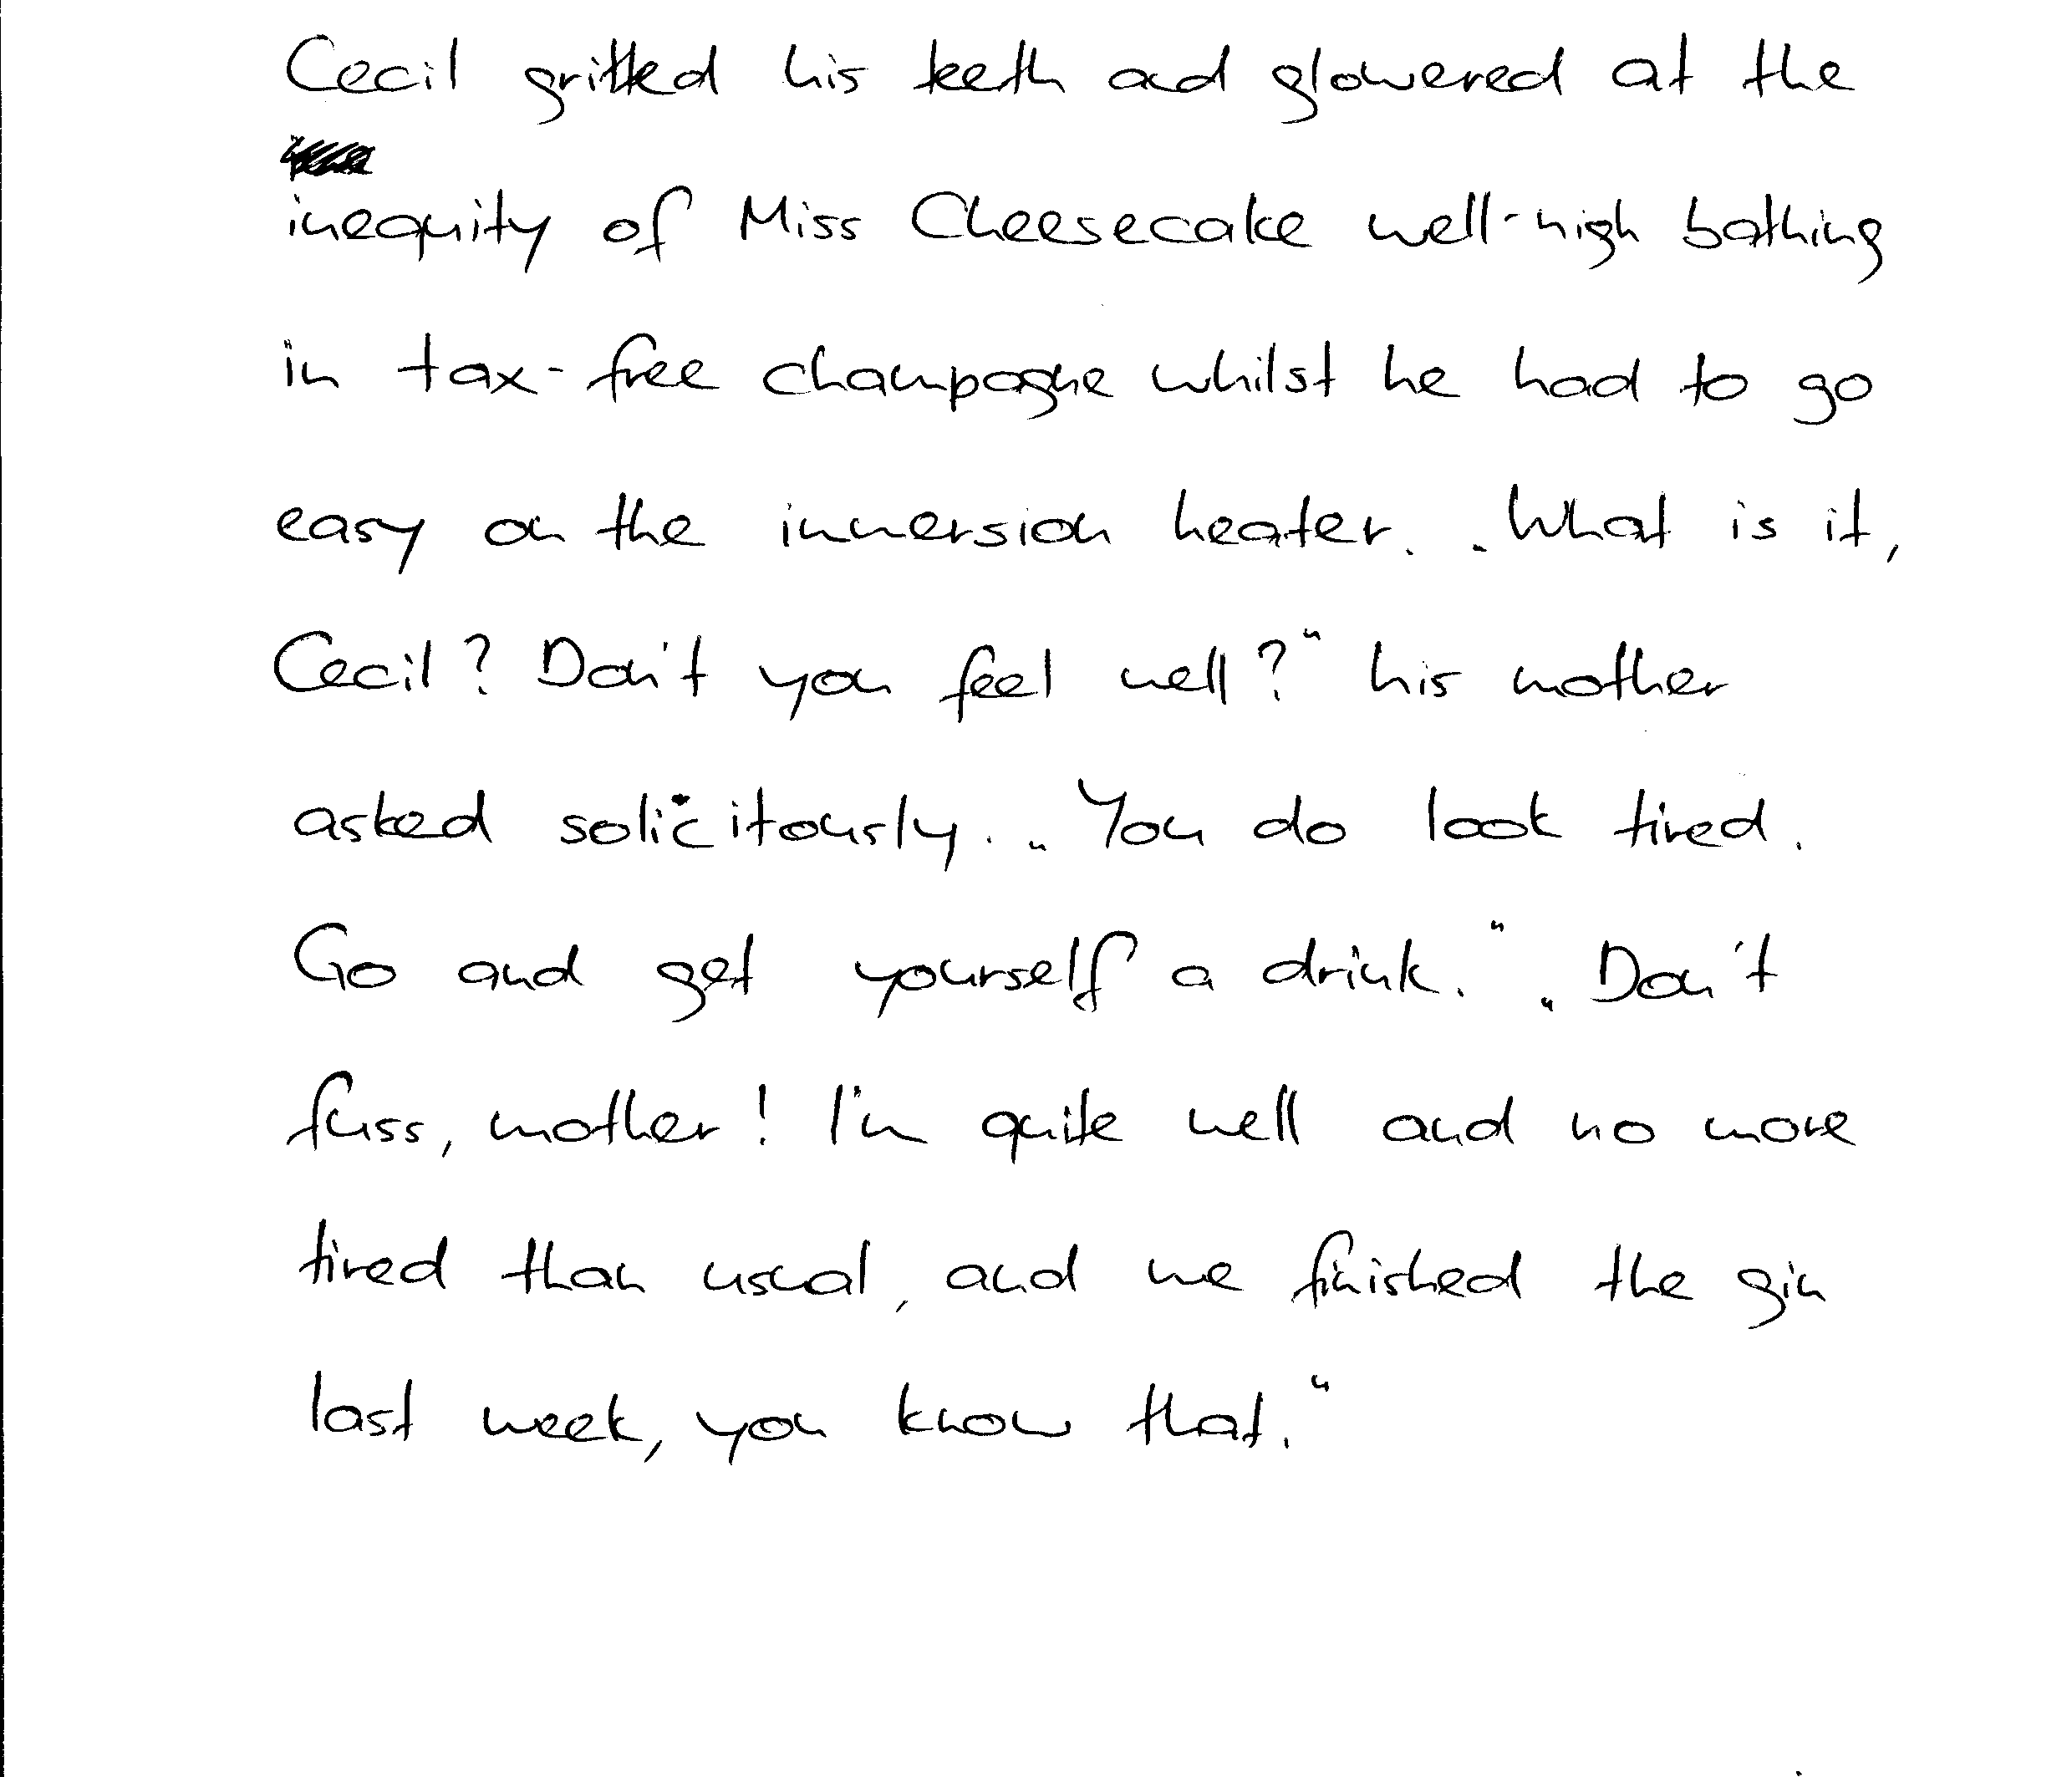 Cecil gritted his teeth and glowered at the
inequity of Miss Cheesecake well-nigh bathing
in tax-free champagne whilst he had to go
easy on the immersion heater. „What is it,
Cecil? Don't you feel well?“ his mother
asked solicitously. „You do look tired.
Go and get yourself a drink.“ „Don't
fuss, mother! I'm quite well and no more
tired than usual, and we finished the gin
last week, you know that.“